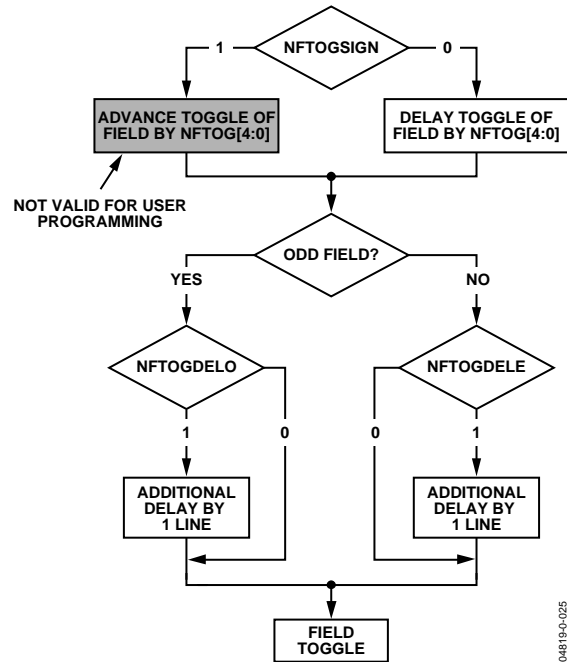 NFTOGSIGN
1
0
ADVANCE TOGGLE OF
FIELD BY NFTOG[4:0]
DELAY TOGGLE OF
FIELD BY NFTOG[4:0]
NOT VALID FOR USER
PROGRAMMING
ODD FIELD?
YES
NO
NFTOGDELO
NFTOGDELE
1
0
0
1
ADDITIONAL
DELAY BY
1 LINE
ADDITIONAL
DELAY BY
1 LINE
FIELD
TOGGLE
04819-0-025